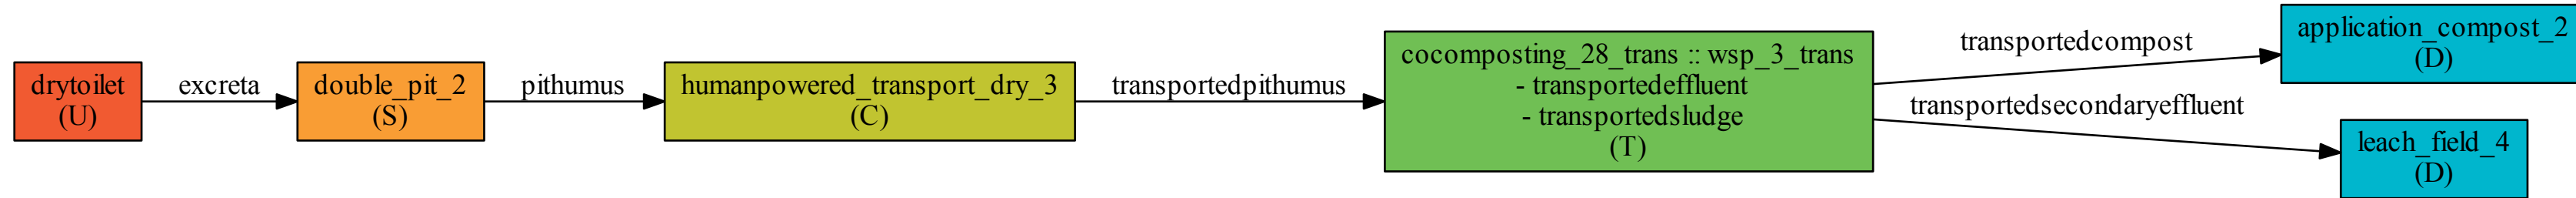 drytoilet
(U)
excreta
double_pit_2
(S)
pithumus
humanpowered_transport_dry_3
(C)
transportedpithumus
cocomposting_28_trans :: wsp_3_trans
- transportedeffluent
- transportedsludge
(T)
transportedcompost
application_compost_2
(D)
transportedsecondaryeffluent
leach_field_4
(D)